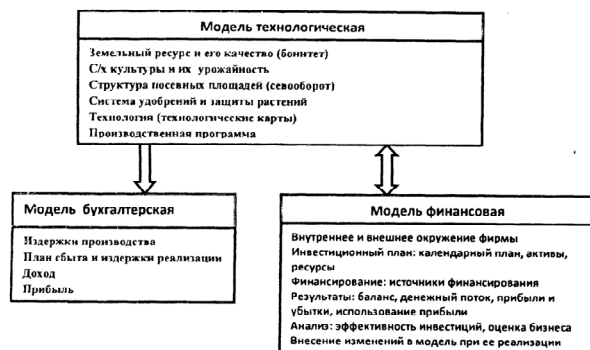 Модель технологическая
Земельный ресурс и его качество (бонитет)
С/х культуры и их урожайность
Структура посевных площадей (севооборот)
Система удобрений и защиты растений
Технология (технологические карты)
Производственная программа
Модель бухгалтерская
Издержки производства
План сбыта и издержки реализации
Доход
Прибыль
Модель финансовая
Внутреннее и внешнее окружение фирмы
Инвестиционный план: календарный план, активы,
ресурсы
Финансирование: источники финансирования
Результаты: баланс, денежный поток, прибыли и
убытки, использование прибыли
Анализ: эффективность инвестиций, оценка бизнеса
Внесение изменений в модель при ее реализации